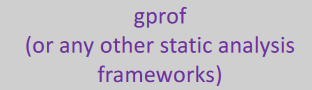 gprof
(or any other static analysis
frameworks)